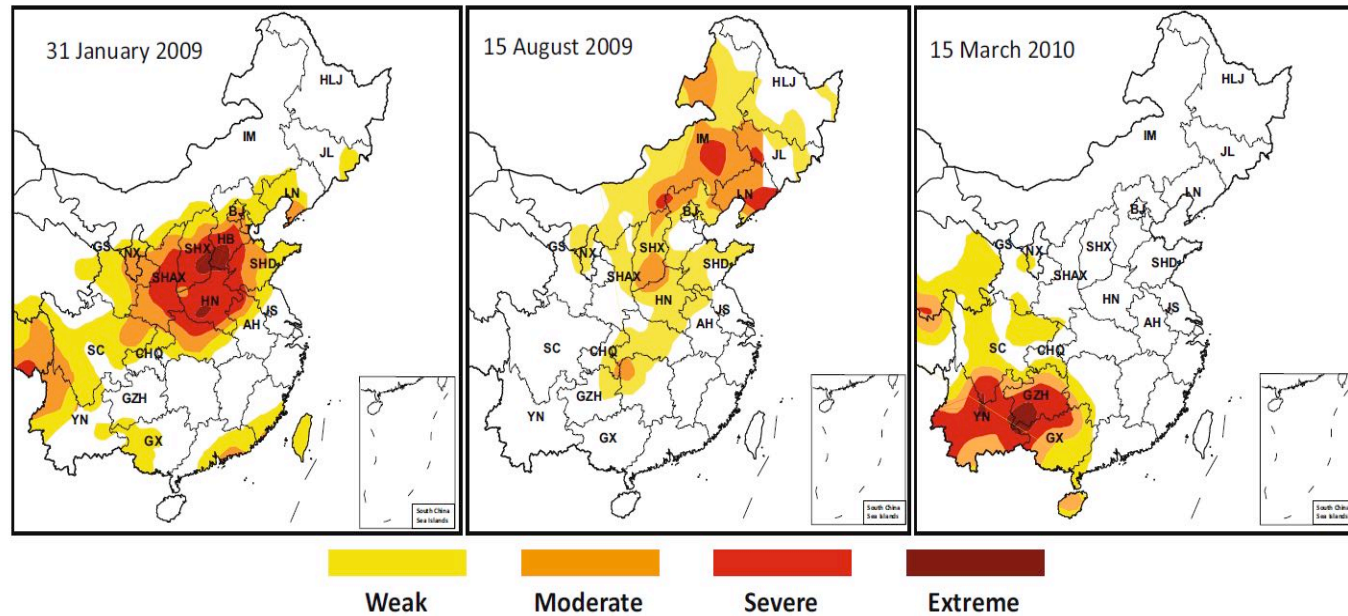 31 January 2009
HLJ
IM
JL
LN
BJ
HB
GS
NX
SHX
SHD
SHAX
HN
JS
AH
SC
CHQ
GZH
YN
GX
South China
Sea Islands
15 August 2009
HLJ
IM
JL
LN
BJ
GS
NX
SHX
SHD
SHAX
HN
JS
AH
SC
CHQ
GZH
YN
GX
South China
Sea Islands
15 March 2010
HLJ
IM
JL
LN
BJ
GS
NX
SHX
SHD
SHAX
HN
JS
AH
SC
CHQ
GZH
YN
GX
South China
Sea Islands
Weak Moderate Severe Extreme